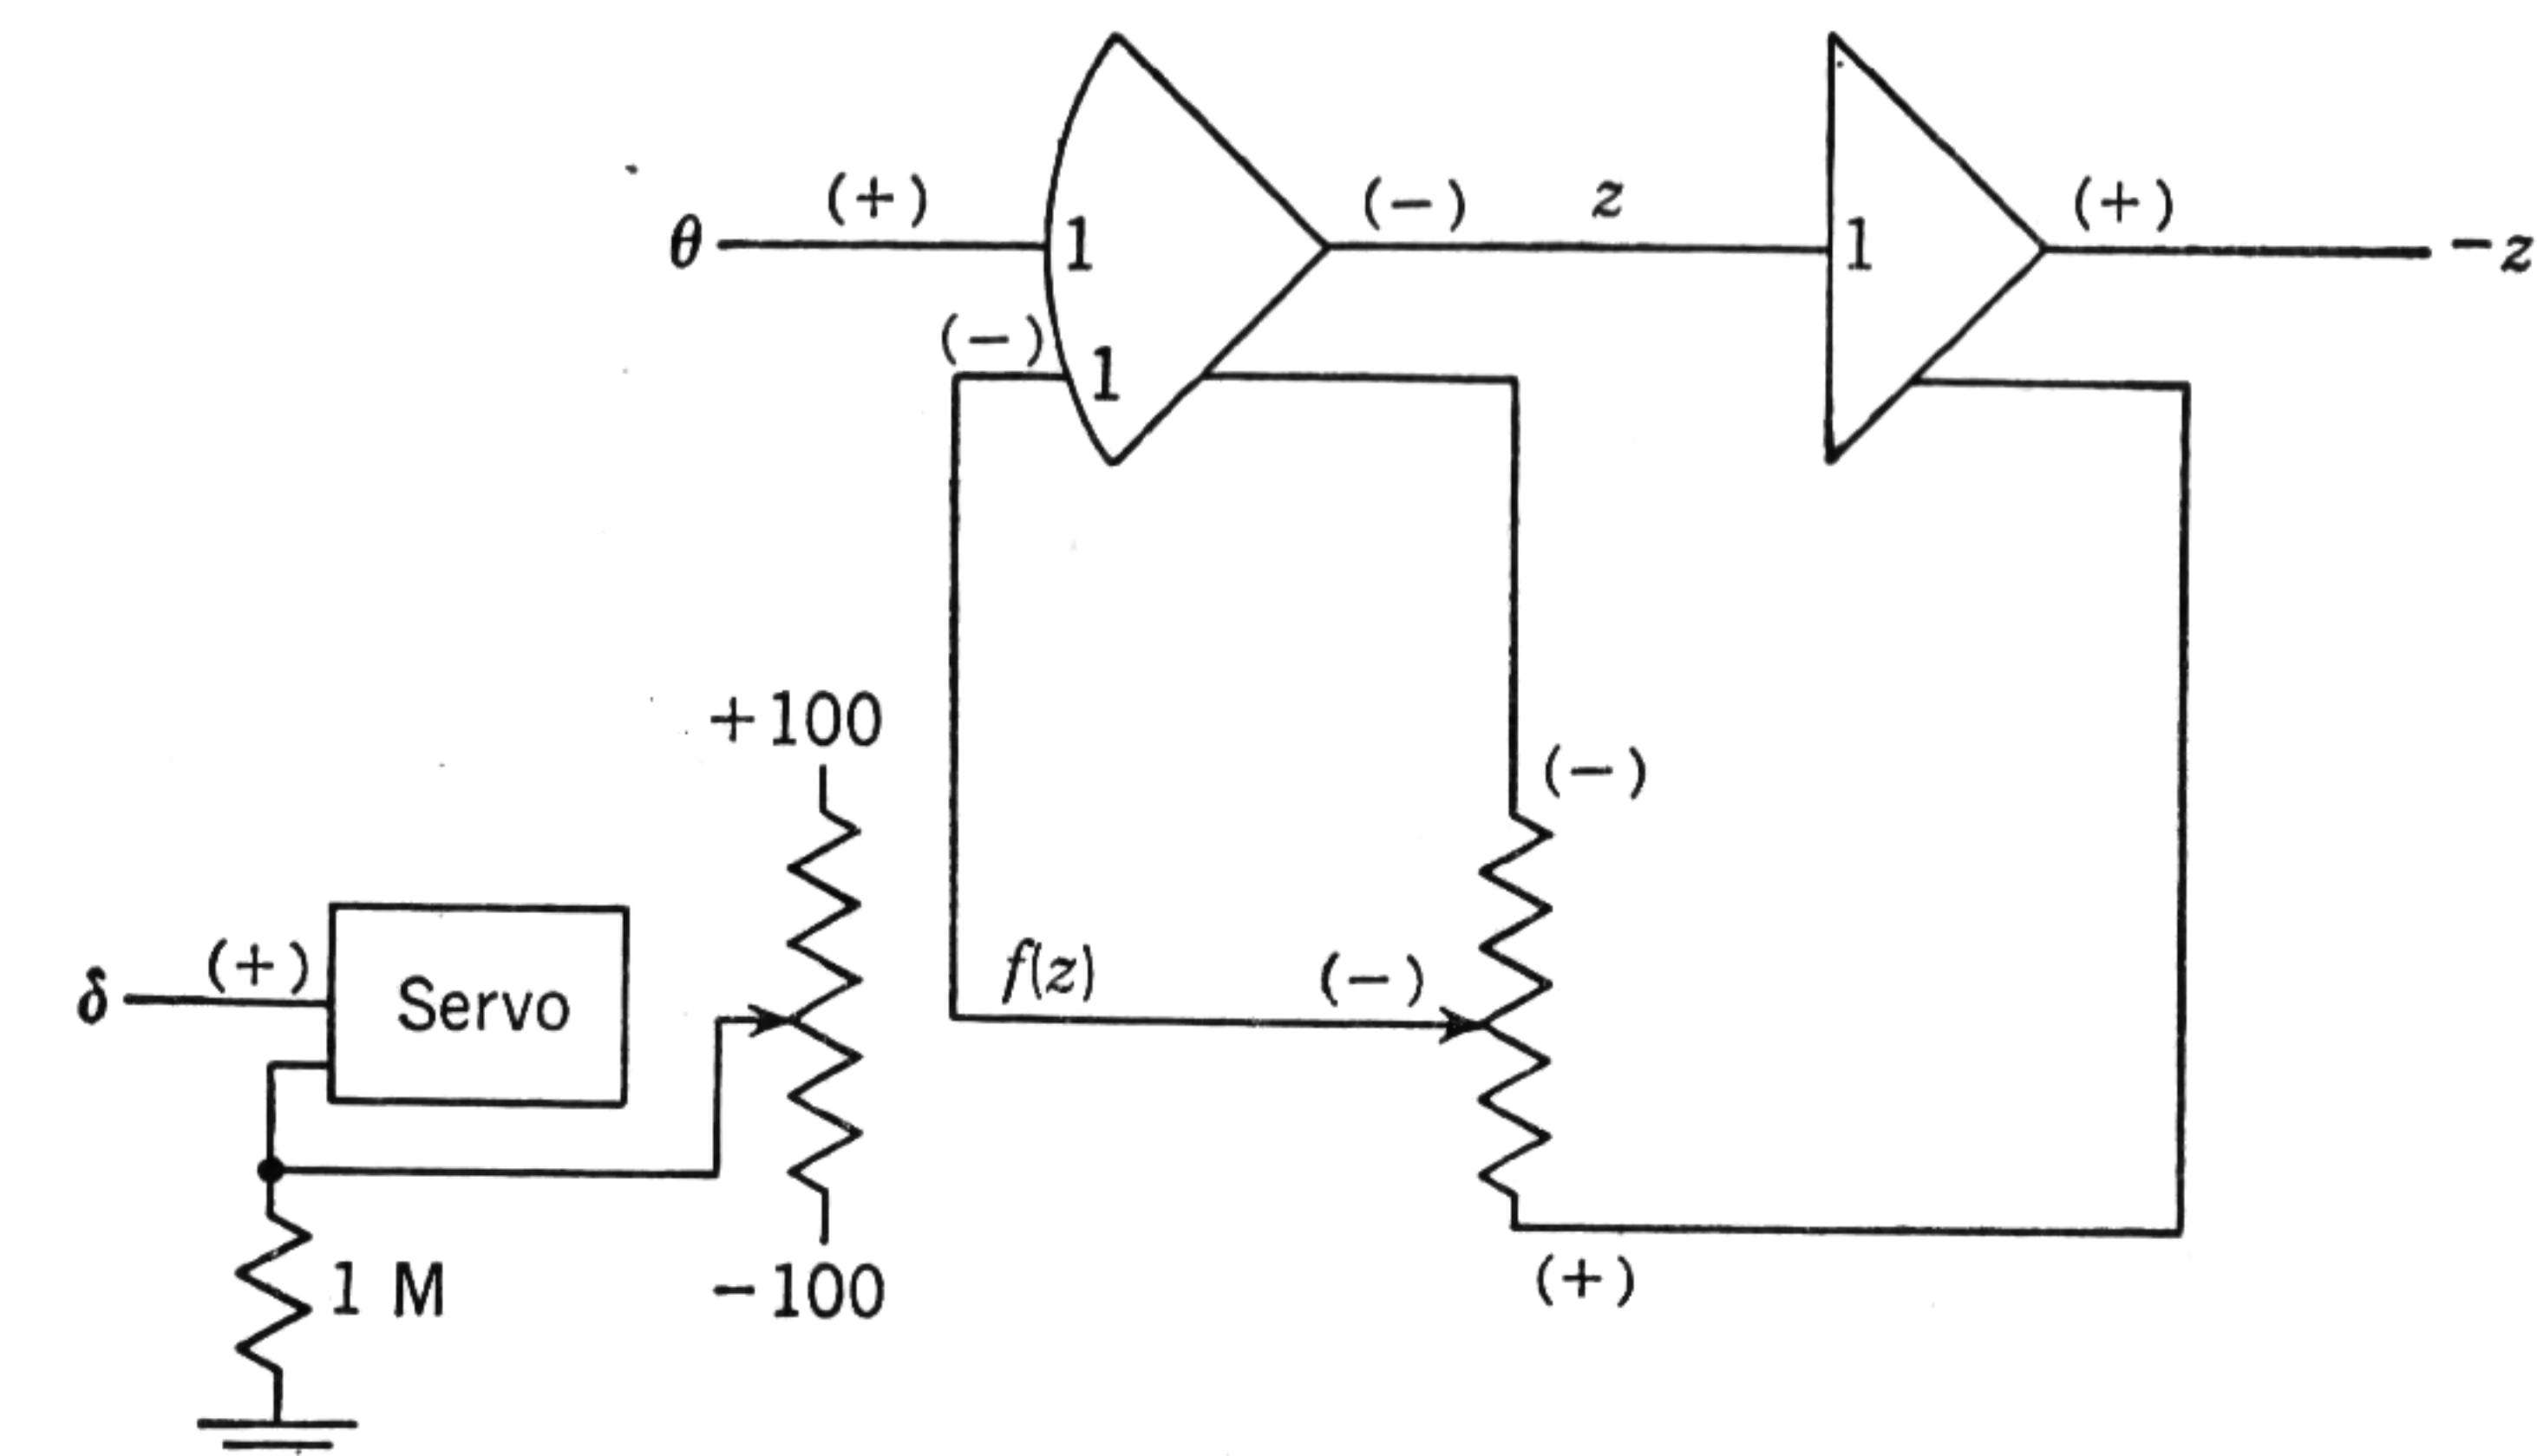 θ (+) 1 (−) z 1 (+) −z
(−) 1
+100
(−)
δ (+) Servo
f(z) (−)
1 M
−100
(+)